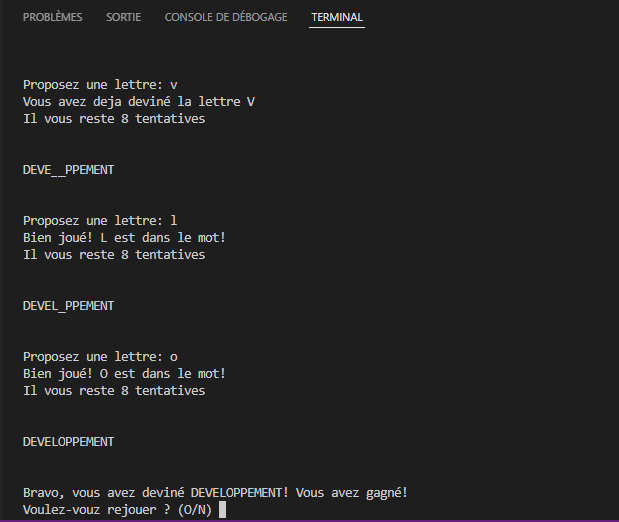 PROBLÈMES SORTIE CONSOLE DE DÉBOGAGE TERMINAL
Proposez une lettre: v
Vous avez deja deviné la lettre V
Il vous reste 8 tentatives
DEVE__PPEMENT
Proposez une lettre: l
Bien joué! L est dans le mot!
Il vous reste 8 tentatives
DEVEL_PPEMENT
Proposez une lettre: o
Bien joué! O est dans le mot!
Il vous reste 8 tentatives
DEVELOPPEMENT
Bravo, vous avez deviné DEVELOPPEMENT! Vous avez gagné!
Voulez-vouz rejouer ? (O/N)